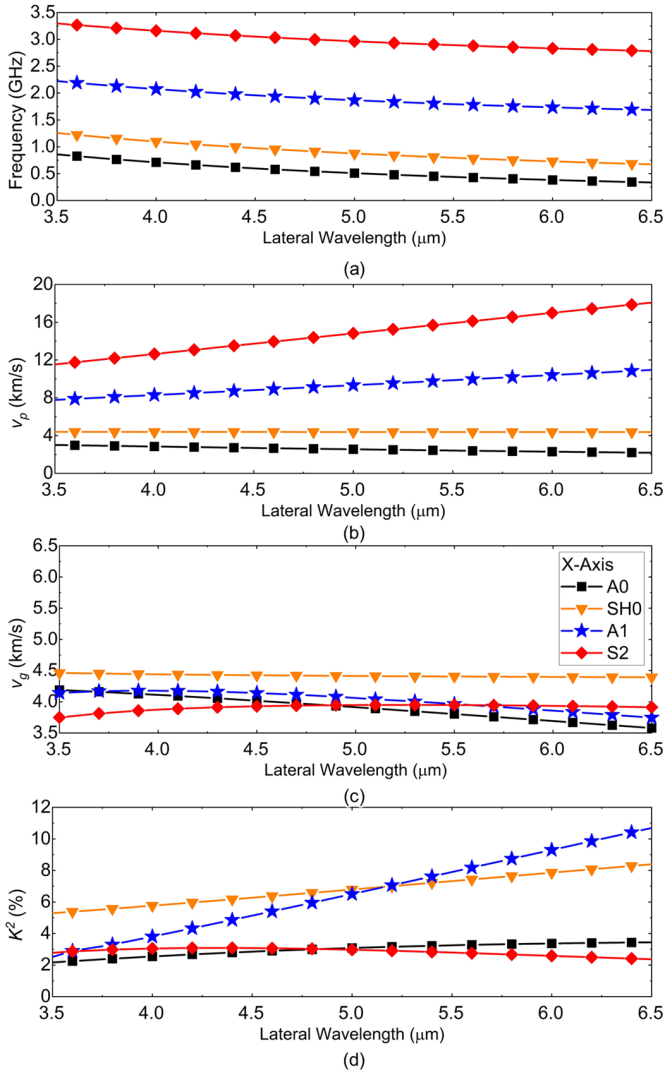 3.5
3.0
2.5
2.0
1.5
1.0
0.5
0.0
Frequency (GHz)
3.5 4.0 4.5 5.0 5.5 6.0 6.5
Lateral Wavelength (μm)
(a)
20
16
12
8
4
0
vp (km/s)
3.5 4.0 4.5 5.0 5.5 6.0 6.5
Lateral Wavelength (μm)
(b)
6.5
6.0
5.5
5.0
4.5
4.0
3.5
vg (km/s)
X-Axis
A0
SH0
A1
S2
3.5 4.0 4.5 5.0 5.5 6.0 6.5
Lateral Wavelength (μm)
(c)
12
10
8
6
4
2
0
K² (%)
3.5 4.0 4.5 5.0 5.5 6.0 6.5
Lateral Wavelength (μm)
(d)